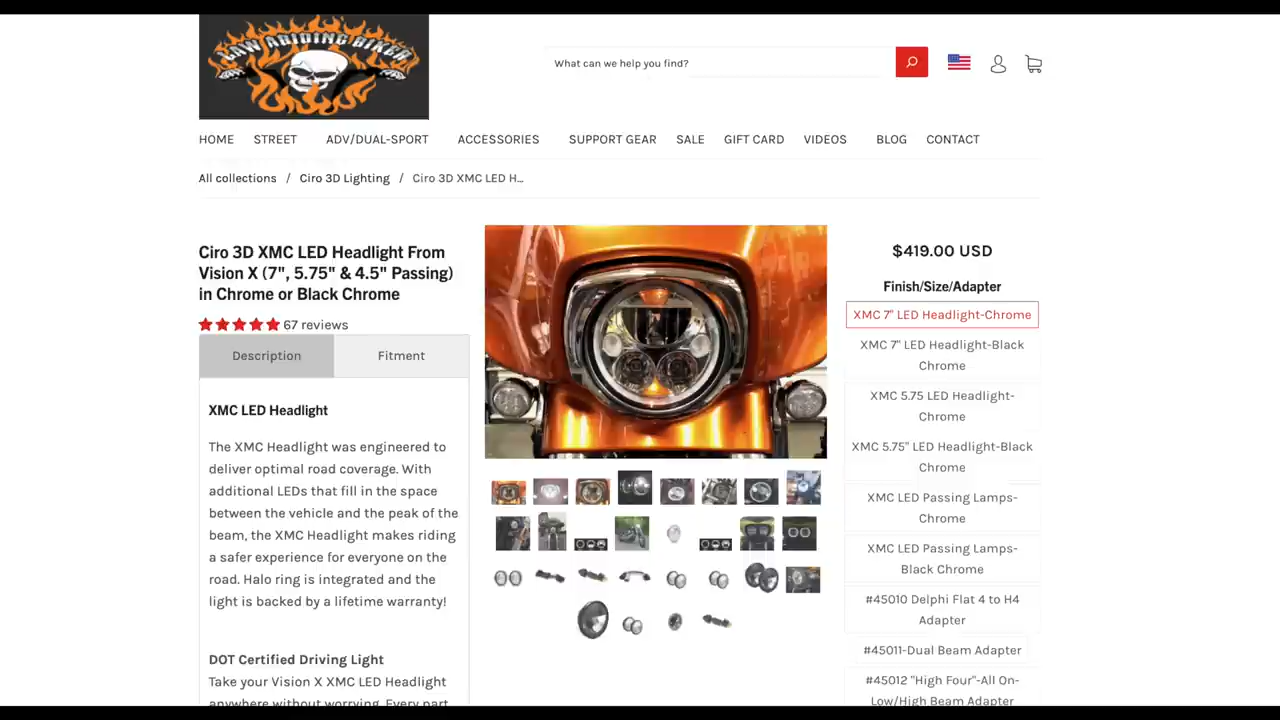 LAW ABIDING BIKER
What can we help you find?
HOME STREET ADV/DUAL-SPORT ACCESSORIES SUPPORT GEAR SALE GIFT CARD VIDEOS BLOG CONTACT
All collections / Ciro 3D Lighting / Ciro 3D XMC LED H...
Ciro 3D XMC LED Headlight From
Vision X (7", 5.75" & 4.5" Passing)
in Chrome or Black Chrome
67 reviews
Description Fitment
XMC LED Headlight
The XMC Headlight was engineered to
deliver optimal road coverage. With
additional LEDs that fill in the space
between the vehicle and the peak of the
beam, the XMC Headlight makes riding
a safer experience for everyone on the
road. Halo ring is integrated and the
light is backed by a lifetime warranty!
DOT Certified Driving Light
Take your Vision X XMC LED Headlight
anywhere without worrying. Every part
$419.00 USD
Finish/Size/Adapter
XMC 7" LED Headlight-Chrome
XMC 7" LED Headlight-Black
Chrome
XMC 5.75 LED Headlight-
Chrome
XMC 5.75" LED Headlight-Black
Chrome
XMC LED Passing Lamps-
Chrome
XMC LED Passing Lamps-
Black Chrome
#45010 Delphi Flat 4 to H4
Adapter
#45011-Dual Beam Adapter
#45012 "High Four"-All On-
Low/High Beam Adapter